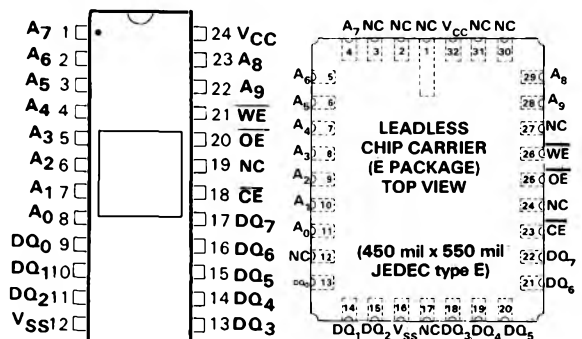 A7 1
A6 2
A5 3
A4 4
A3 5
A2 6
A1 7
A0 8
DQ0 9
DQ1 10
DQ2 11
VSS 12
24 VCC
23 A8
22 A9
21 WE
20 OE
19 NC
18 CE
17 DQ7
16 DQ6
15 DQ5
14 DQ4
13 DQ3
A7 NC NC NC VCC NC NC
4 3 2 1 32 31 30
A6 5
A5 6
A4 7
A3 8
A2 9
A1 10
A0 11
NC 12
DQ0 13
LEADLESS
CHIP CARRIER
(E PACKAGE)
TOP VIEW
(450 mil x 550 mil
JEDEC type E)
29 A8
28 A9
27 NC
26 WE
25 OE
24 NC
23 CE
22 DQ7
21 DQ6
14 15 16 17 18 19 20
DQ1 DQ2 VSS NC DQ3 DQ4 DQ5